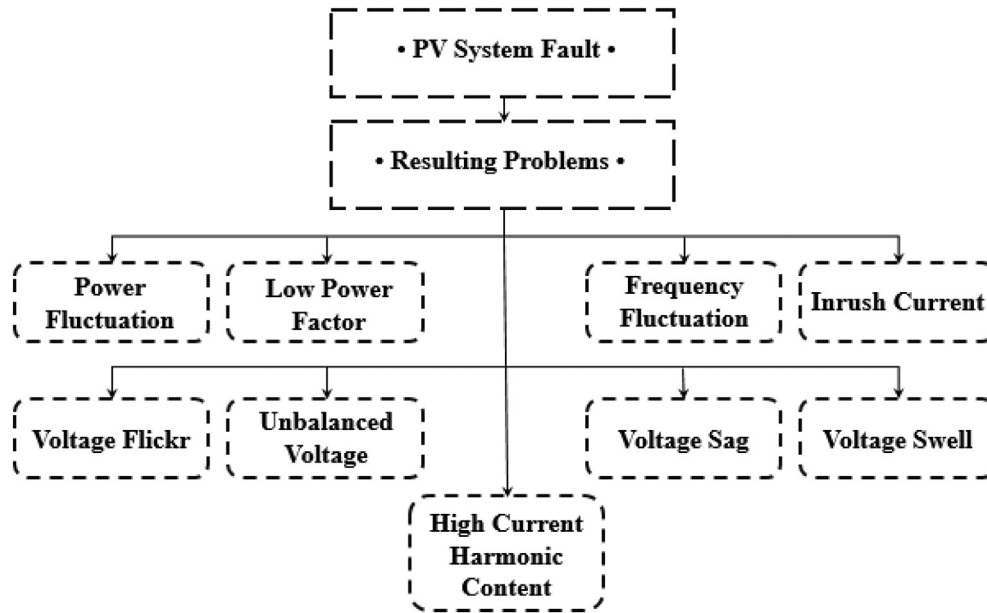 • PV System Fault •
• Resulting Problems •
Power
Fluctuation
Low Power
Factor
Frequency
Fluctuation
Inrush Current
Voltage Flickr
Unbalanced
Voltage
Voltage Sag
Voltage Swell
High Current
Harmonic
Content